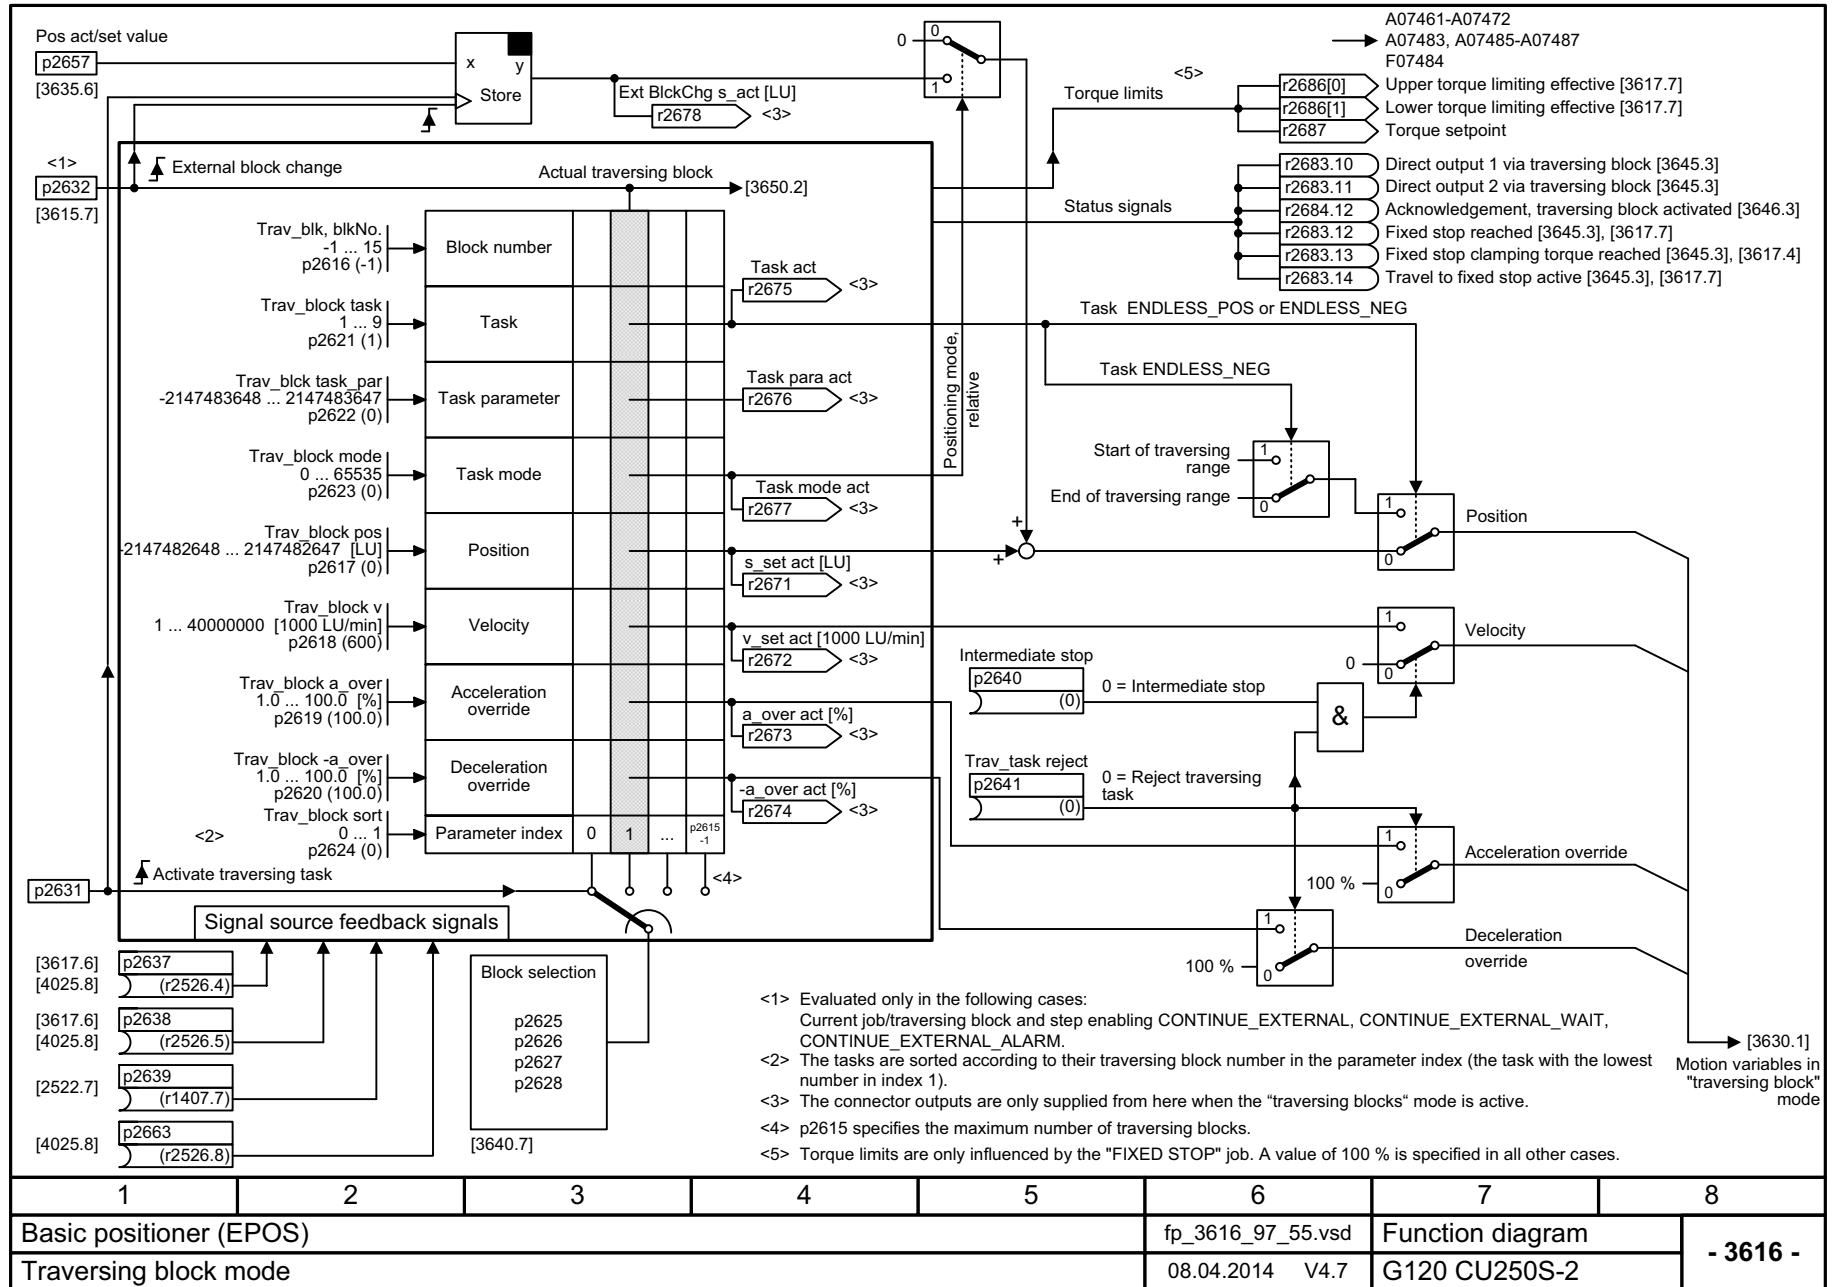 Pos act/set value
p2657
[3635.6]
x
y
Store
Ext BlckChg s_act [LU]
r2678
<3>
0
0
1
A07461-A07472
A07483, A07485-A07487
F07484
<5>
Torque limits
r2686[0]
Upper torque limiting effective [3617.7]
r2686[1]
Lower torque limiting effective [3617.7]
r2687
Torque setpoint
<1>
p2632
[3615.7]
External block change
Actual traversing block
[3650.2]
Status signals
r2683.10
Direct output 1 via traversing block [3645.3]
r2683.11
Direct output 2 via traversing block [3645.3]
r2684.12
Acknowledgement, traversing block activated [3646.3]
r2683.12
Fixed stop reached [3645.3], [3617.7]
r2683.13
Fixed stop clamping torque reached [3645.3], [3617.4]
r2683.14
Travel to fixed stop active [3645.3], [3617.7]
Trav_blk, blkNo.
-1 ... 15
p2616 (-1)
Block number
Task act
r2675
<3>
Trav_block task
1 ... 9
p2621 (1)
Task
Task ENDLESS_POS or ENDLESS_NEG
Task ENDLESS_NEG
Positioning mode,
relative
Trav_blck task_par
-2147483648 ... 2147483647
p2622 (0)
Task parameter
Task para act
r2676
<3>
Trav_block mode
0 ... 65535
p2623 (0)
Task mode
Task mode act
r2677
<3>
Start of traversing
range
End of traversing range
1
0
1
0
Position
Trav_block pos
-2147482648 ... 2147482647 [LU]
p2617 (0)
Position
s_set act [LU]
r2671
<3>
+
+
Trav_block v
1 ... 40000000 [1000 LU/min]
p2618 (600)
Velocity
v_set act [1000 LU/min]
r2672
<3>
1
0
0
Velocity
Intermediate stop
p2640
(0)
0 = Intermediate stop
&
Trav_block a_over
1.0 ... 100.0 [%]
p2619 (100.0)
Acceleration
override
a_over act [%]
r2673
<3>
Trav_task reject
p2641
(0)
0 = Reject traversing
task
Trav_block -a_over
1.0 ... 100.0 [%]
p2620 (100.0)
Deceleration
override
-a_over act [%]
r2674
<3>
<2>
Trav_block sort
0 ... 1
p2624 (0)
Parameter index
0
1
...
p2615
-1
<4>
1
100 %
0
Acceleration override
p2631
Activate traversing task
1
100 %
0
Deceleration
override
Signal source feedback signals
[3617.6]
[4025.8]
p2637
(r2526.4)
[3617.6]
[4025.8]
p2638
(r2526.5)
[2522.7]
p2639
(r1407.7)
[4025.8]
p2663
(r2526.8)
Block selection
p2625
p2626
p2627
p2628
[3640.7]
<1> Evaluated only in the following cases:
Current job/traversing block and step enabling CONTINUE_EXTERNAL, CONTINUE_EXTERNAL_WAIT,
CONTINUE_EXTERNAL_ALARM.
<2> The tasks are sorted according to their traversing block number in the parameter index (the task with the lowest
number in index 1).
<3> The connector outputs are only supplied from here when the “traversing blocks“ mode is active.
<4> p2615 specifies the maximum number of traversing blocks.
<5> Torque limits are only influenced by the "FIXED STOP" job. A value of 100 % is specified in all other cases.
[3630.1]
Motion variables in
"traversing block"
mode
1
2
3
4
5
6
7
8
Basic positioner (EPOS)
fp_3616_97_55.vsd
Function diagram
- 3616 -
Traversing block mode
08.04.2014 V4.7
G120 CU250S-2